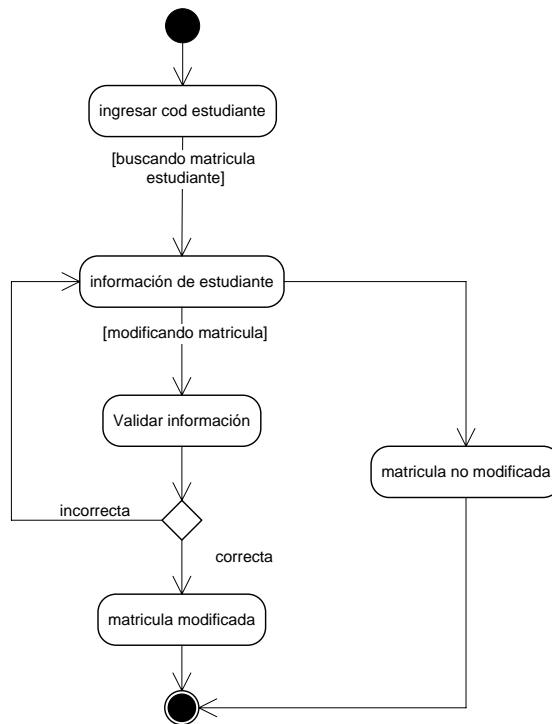 ingresar cod estudiante
[buscando matricula
estudiante]
información de estudiante
[modificando matricula]
Validar información
matricula no modificada
incorrecta
correcta
matricula modificada